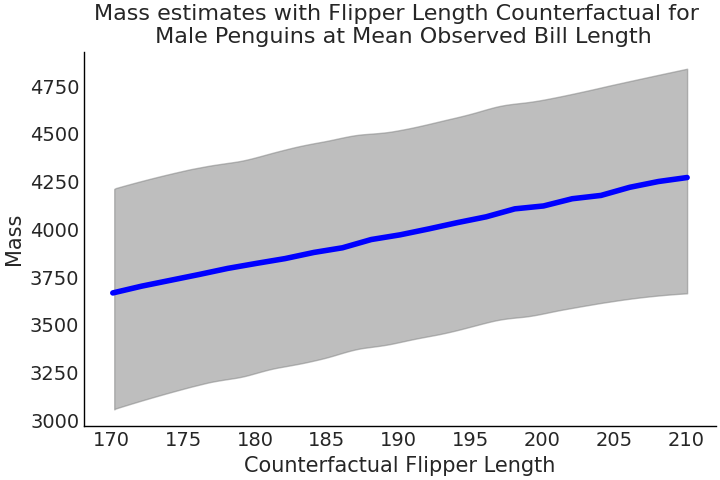 Mass estimates with Flipper Length Counterfactual for
Male Penguins at Mean Observed Bill Length
4750
4500
4250
4000
3750
3500
3250
3000
Mass
170 175 180 185 190 195 200 205 210
Counterfactual Flipper Length